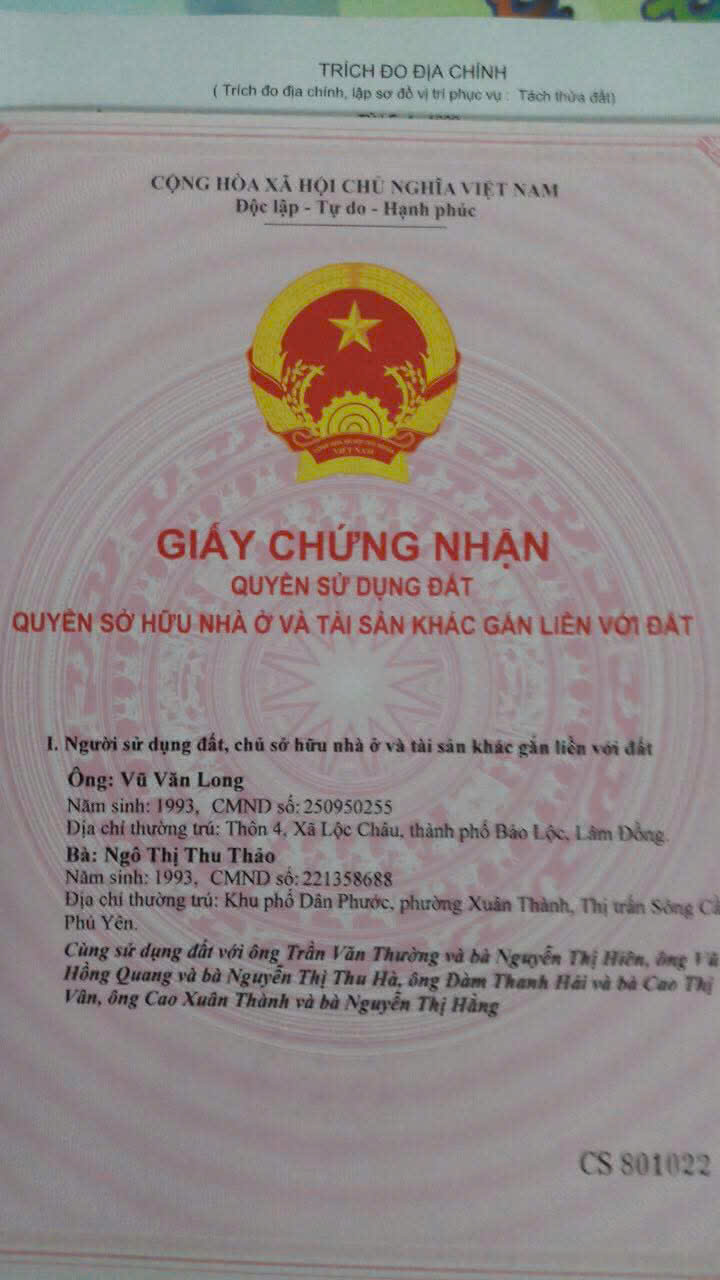 TRÍCH ĐO ĐỊA CHÍNH
( Trích đo địa chính, lập sơ đồ vị trí phục vụ : Tách thửa đất)
CỘNG HÒA XÃ HỘI CHỦ NGHĨA VIỆT NAM
Độc lập - Tự do - Hạnh phúc
VIỆT NAM
GIẤY CHỨNG NHẬN
QUYỀN SỬ DỤNG ĐẤT
QUYỀN SỞ HỮU NHÀ Ở VÀ TÀI SẢN KHÁC GẮN LIỀN VỚI ĐẤT
I. Người sử dụng đất, chủ sở hữu nhà ở và tài sản khác gắn liền với đất
Ông: Vũ Văn Long
Năm sinh: 1993, CMND số: 250950255
Địa chỉ thường trú: Thôn 4, Xã Lộc Châu, thành phố Bảo Lộc, Lâm Đồng.
Bà: Ngô Thị Thu Thảo
Năm sinh: 1993, CMND số: 221358688
Địa chỉ thường trú: Khu phố Dân Phước, phường Xuân Thành, Thị trấn Sông Cầ
Phú Yên.
Cùng sử dụng đất với ông Trần Văn Thường và bà Nguyễn Thị Hiên, ông Vũ
Hồng Quang và bà Nguyễn Thị Thu Hà, ông Đàm Thanh Hải và bà Cao Thị
Vân, ông Cao Xuân Thành và bà Nguyễn Thị Hằng
CS 801022